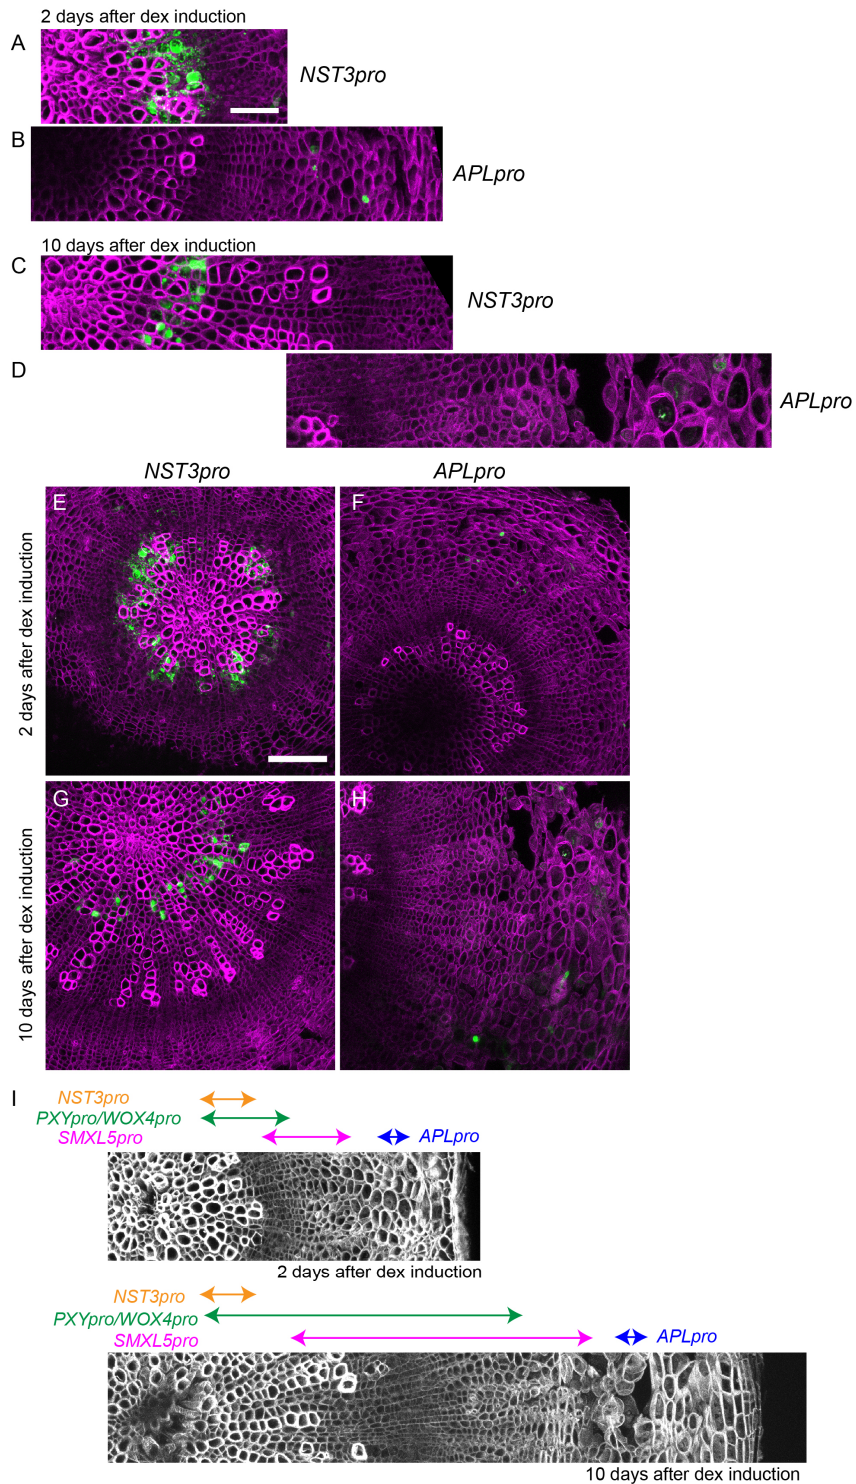 2 days after dex induction
A
NST3pro
B
APLpro
10 days after dex induction
C
NST3pro
D
APLpro
NST3pro APLpro
E F
2 days after dex induction
G H
10 days after dex induction
I
NST3pro
PXYpro/WOX4pro
SMXL5pro APLpro
2 days after dex induction
NST3pro
PXYpro/WOX4pro
SMXL5pro APLpro
10 days after dex induction